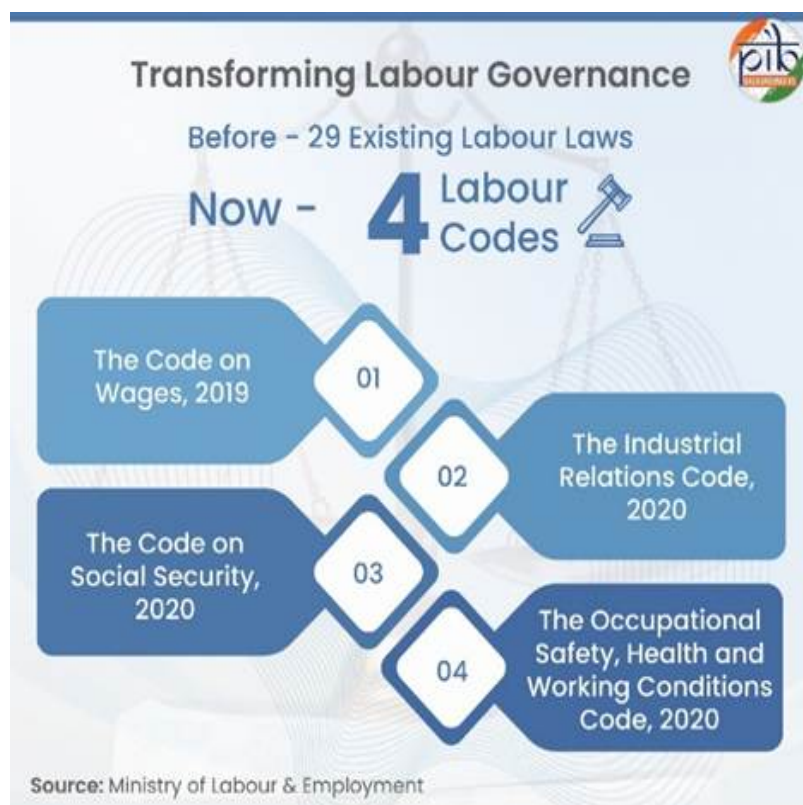 pib
Transforming Labour Governance
Before - 29 Existing Labour Laws
Now - 4 Labour
Codes
The Code on
Wages, 2019
01
02
The Industrial
Relations Code,
2020
The Code on
Social Security,
2020
03
04
The Occupational
Safety, Health and
Working Conditions
Code, 2020
Source: Ministry of Labour & Employment